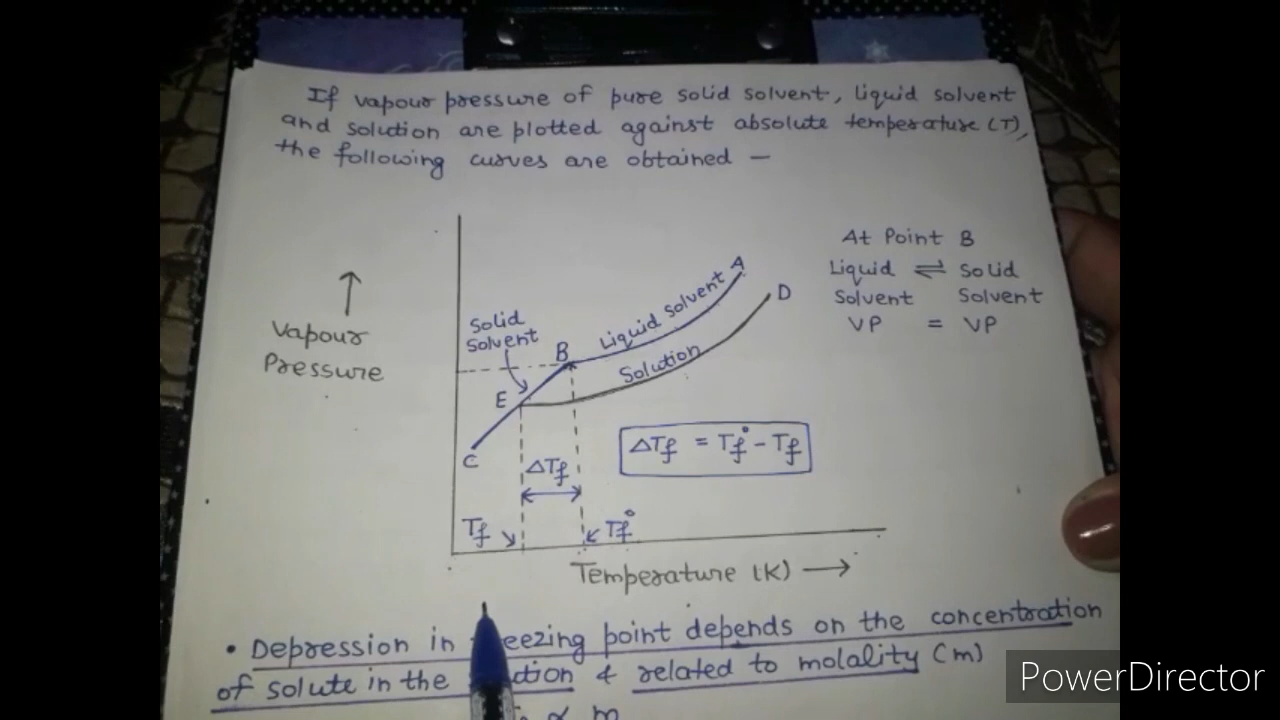 If vapour pressure of pure solid solvent, liquid solvent
and solution are plotted against absolute temperature (T),
the following curves are obtained —
At Point B
Liquid ⇌ Solid
Solvent Solvent
VP = VP
↑
Vapour
Pressure
Solid
Solvent
Liquid solvent
A
D
B
Solution
E
C
ΔTf = Tf° - Tf
ΔTf
Tf
Tf°
Temperature (K) →
• Depression in eezing point depends on the concentration
of solute in the ction & related to molality (m)
∝ m
PowerDirector